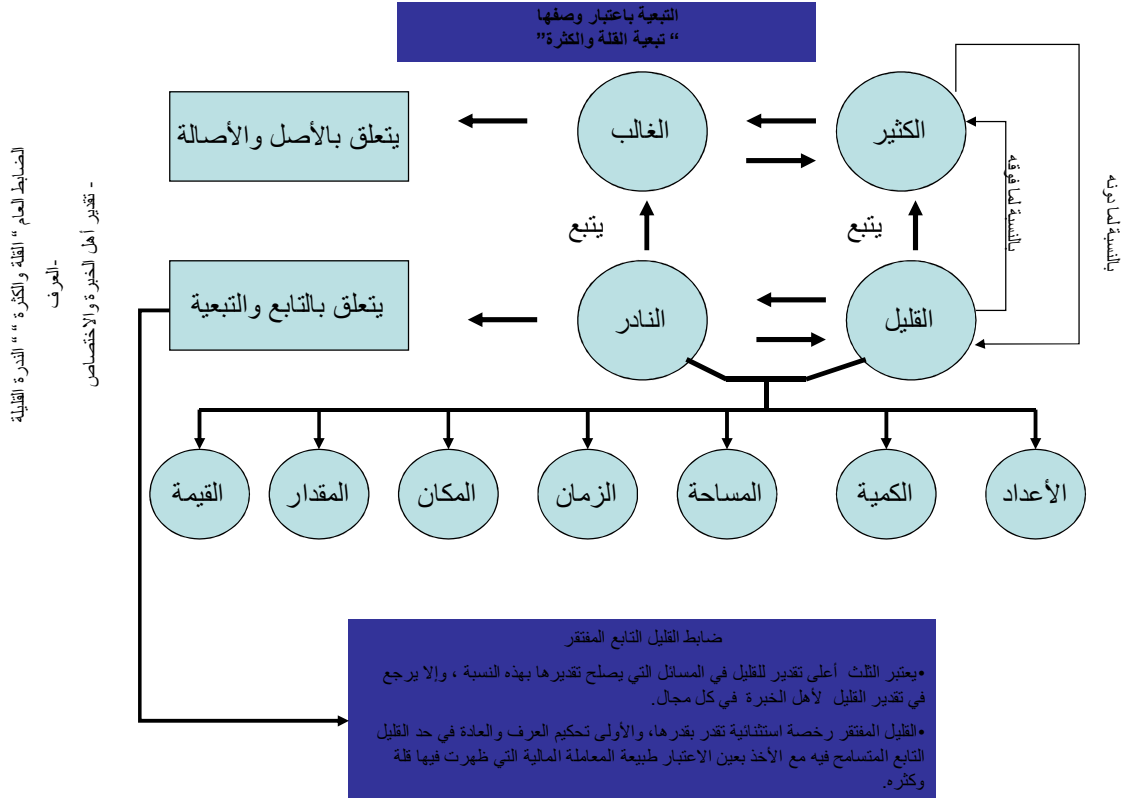 التبعية باعتبار وصفها
“ تبعية القلة والكثرة”
الكثير
الغالب
يتعلق بالأصل والأصالة
يتبع
يتبع
القليل
النادر
يتعلق بالتابع والتبعية
بالنسبة لما فوقه
بالنسبة لما دونه
الضابط العام “ القلة والكثرة “ “ الندرة القليلة
-العرف
- تقدير أهل الخبرة والاختصاص
الأعداد
الكمية
المساحة
الزمان
المكان
المقدار
القيمة
ضابط القليل التابع المفتقر
•يعتبر الثلث أعلى تقدير للقليل في المسائل التي يصلح تقديرها بهذه النسبة ، وإلا يرجع
في تقدير القليل لأهل الخبرة في كل مجال.
•القليل المفتقر رخصة استثنائية تقدر بقدرها، والأولى تحكيم العرف والعادة في حد القليل
التابع المتسامح فيه مع الأخذ بعين الاعتبار طبيعة المعاملة المالية التي ظهرت فيها قلة
وكثره.